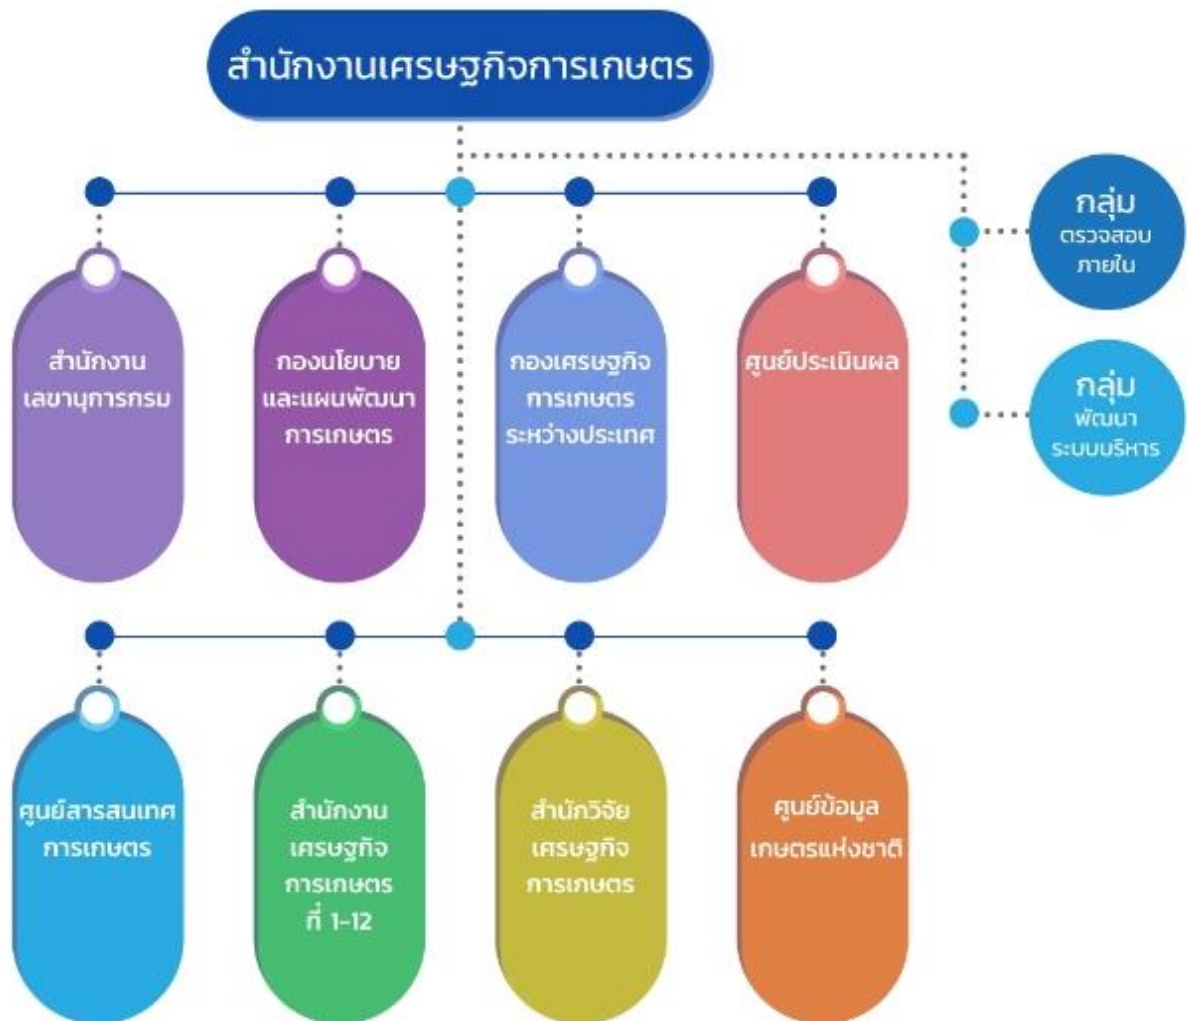 สำนักงานเศรษฐกิจการเกษตร
กลุ่ม
ตรวจสอบ
ภายใน
กลุ่ม
พัฒนา
ระบบบริหาร
สำนักงาน
เลขานุการกรม
กองนโยบาย
และแผนพัฒนา
การเกษตร
กองเศรษฐกิจ
การเกษตร
ระหว่างประเทศ
ศูนย์ประเมินผล
ศูนย์สารสนเทศ
การเกษตร
สำนักงาน
เศรษฐกิจ
การเกษตร
ที่ 1-12
สำนักวิจัย
เศรษฐกิจ
การเกษตร
ศูนย์ข้อมูล
เกษตรแห่งชาติ